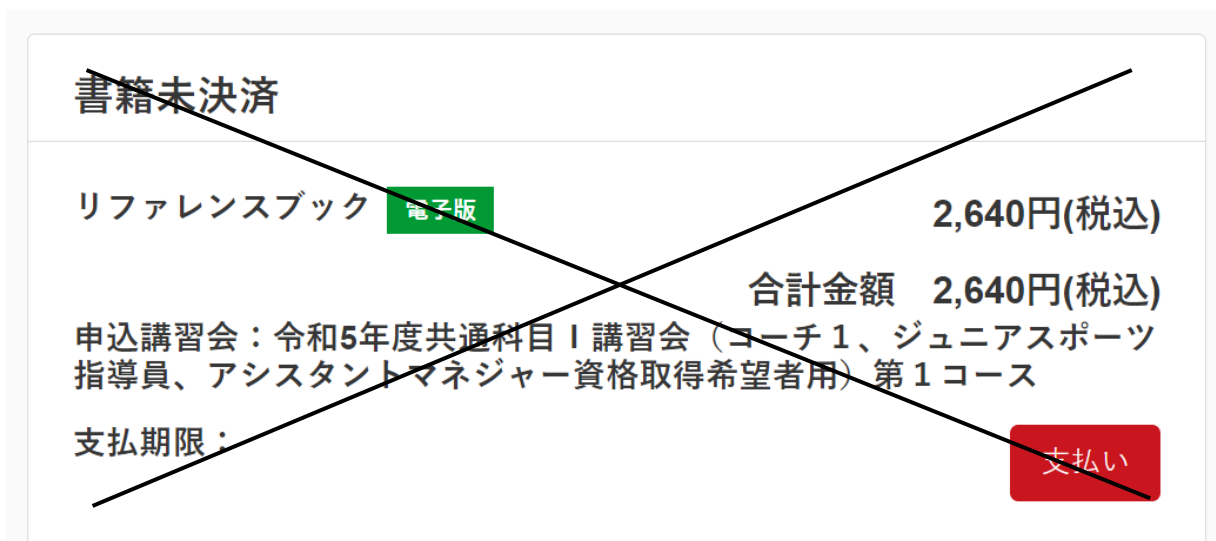 書籍未決済
リファレンスブック 電子版 2,640円(税込)
合計金額 2,640円(税込)
申込講習会：令和5年度共通科目Ⅰ講習会（コーチ１、ジュニアスポーツ
指導員、アシスタントマネジャー資格取得希望者用）第１コース
支払期限：
支払い